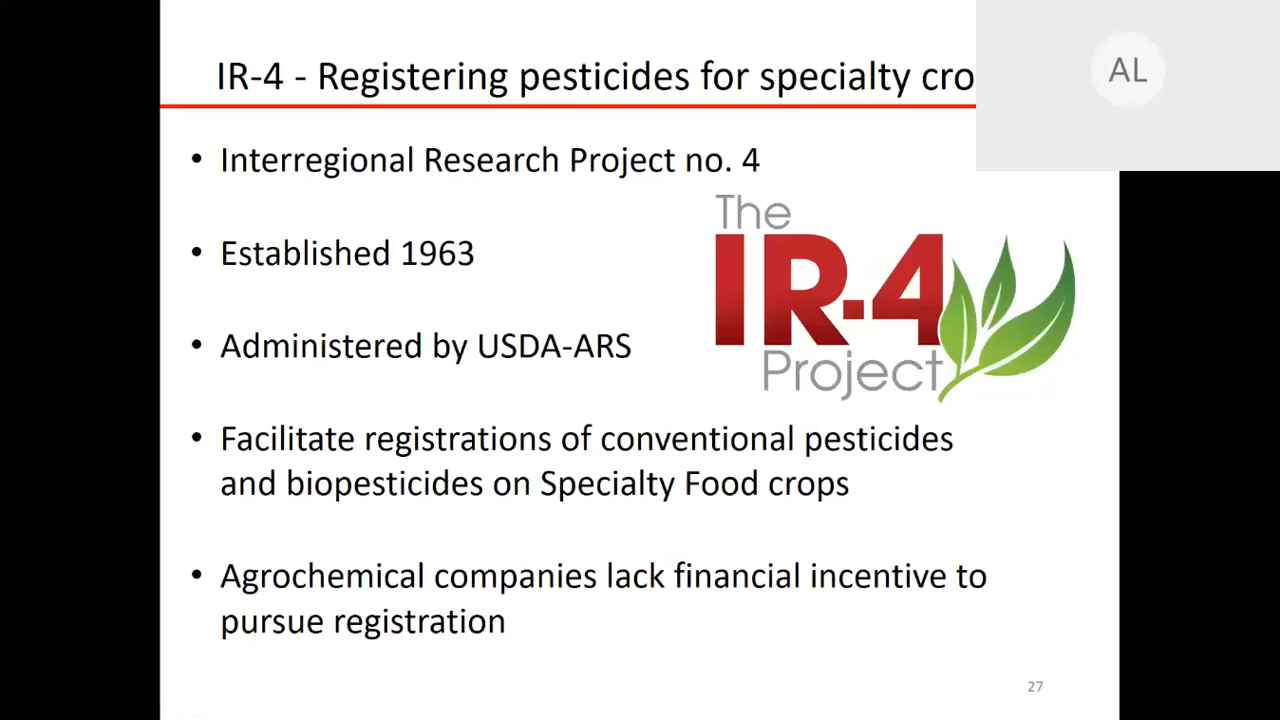 IR-4 - Registering pesticides for specialty cro
AL
• Interregional Research Project no. 4
The
IR-4
Project
• Established 1963
• Administered by USDA-ARS
• Facilitate registrations of conventional pesticides
and biopesticides on Specialty Food crops
• Agrochemical companies lack financial incentive to
pursue registration
27